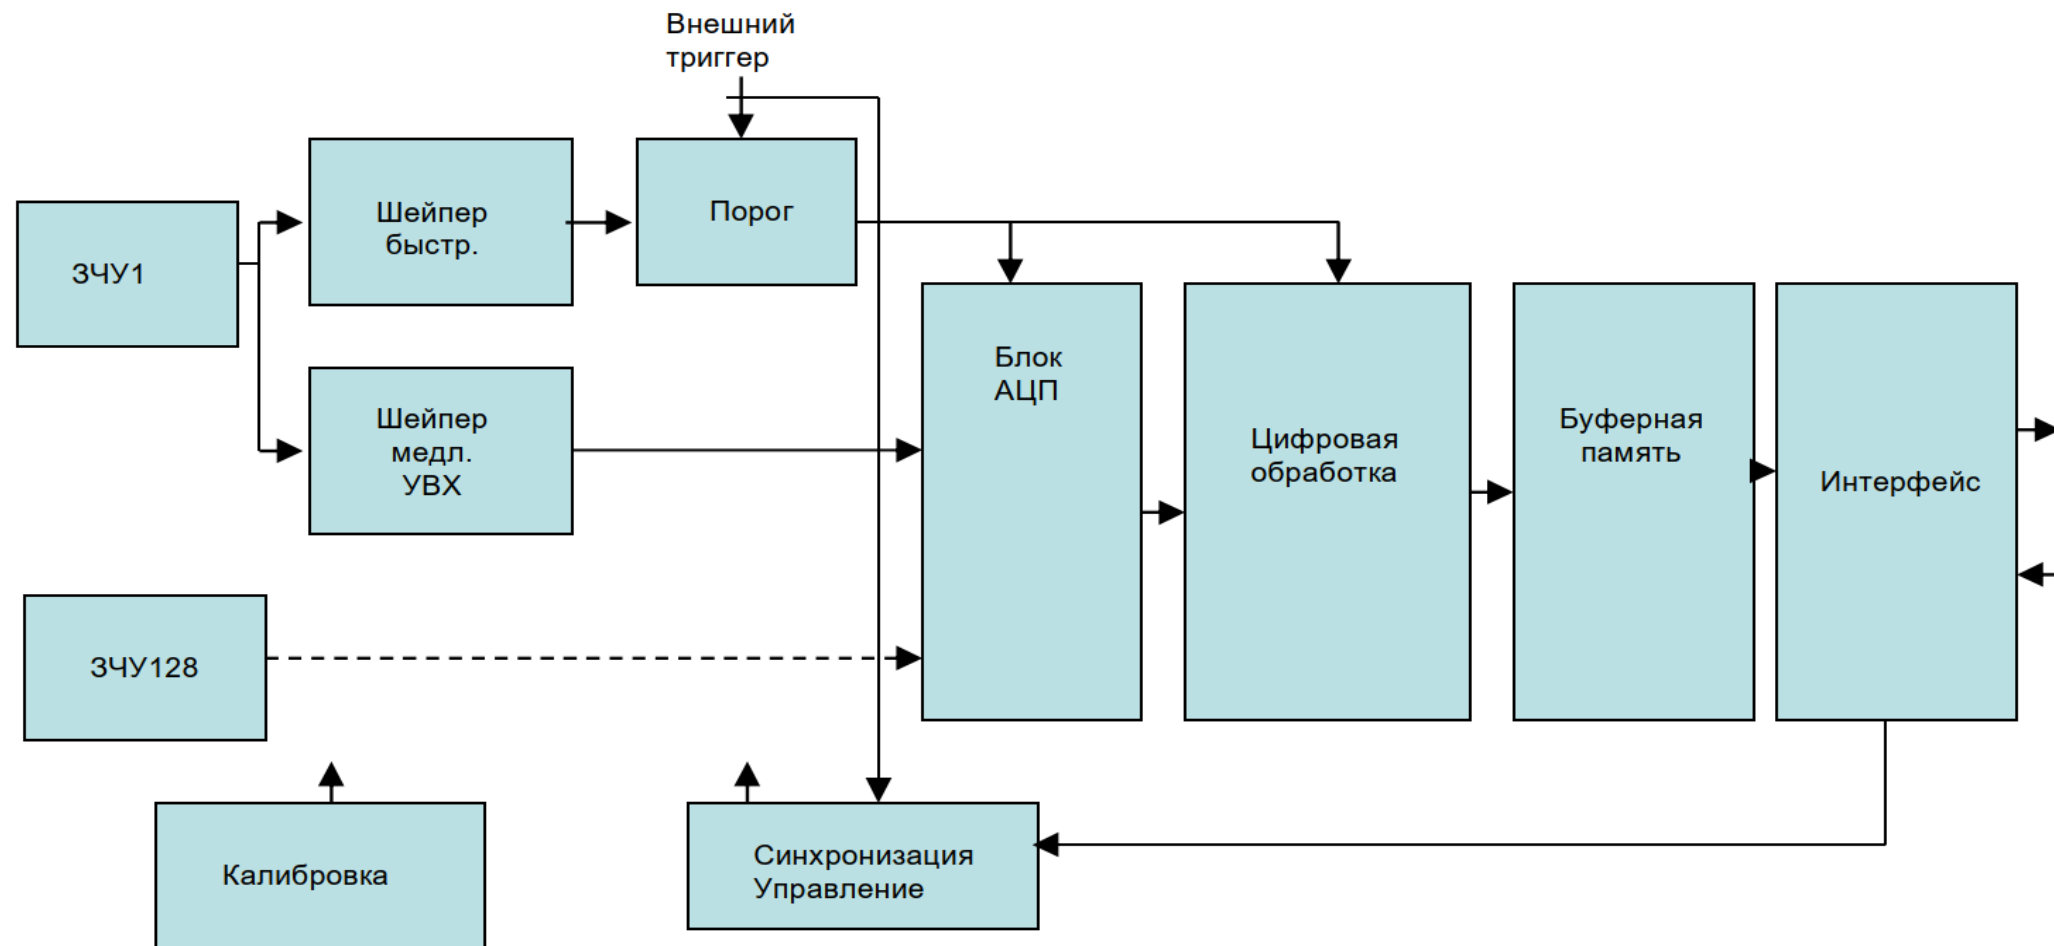 Внешний
триггер
Шейпер
быстр.
Порог
ЗЧУ1
Шейпер
медл.
УВХ
Блок
АЦП
Цифровая
обработка
Буферная
память
Интерфейс
ЗЧУ128
Калибровка
Синхронизация
Управление